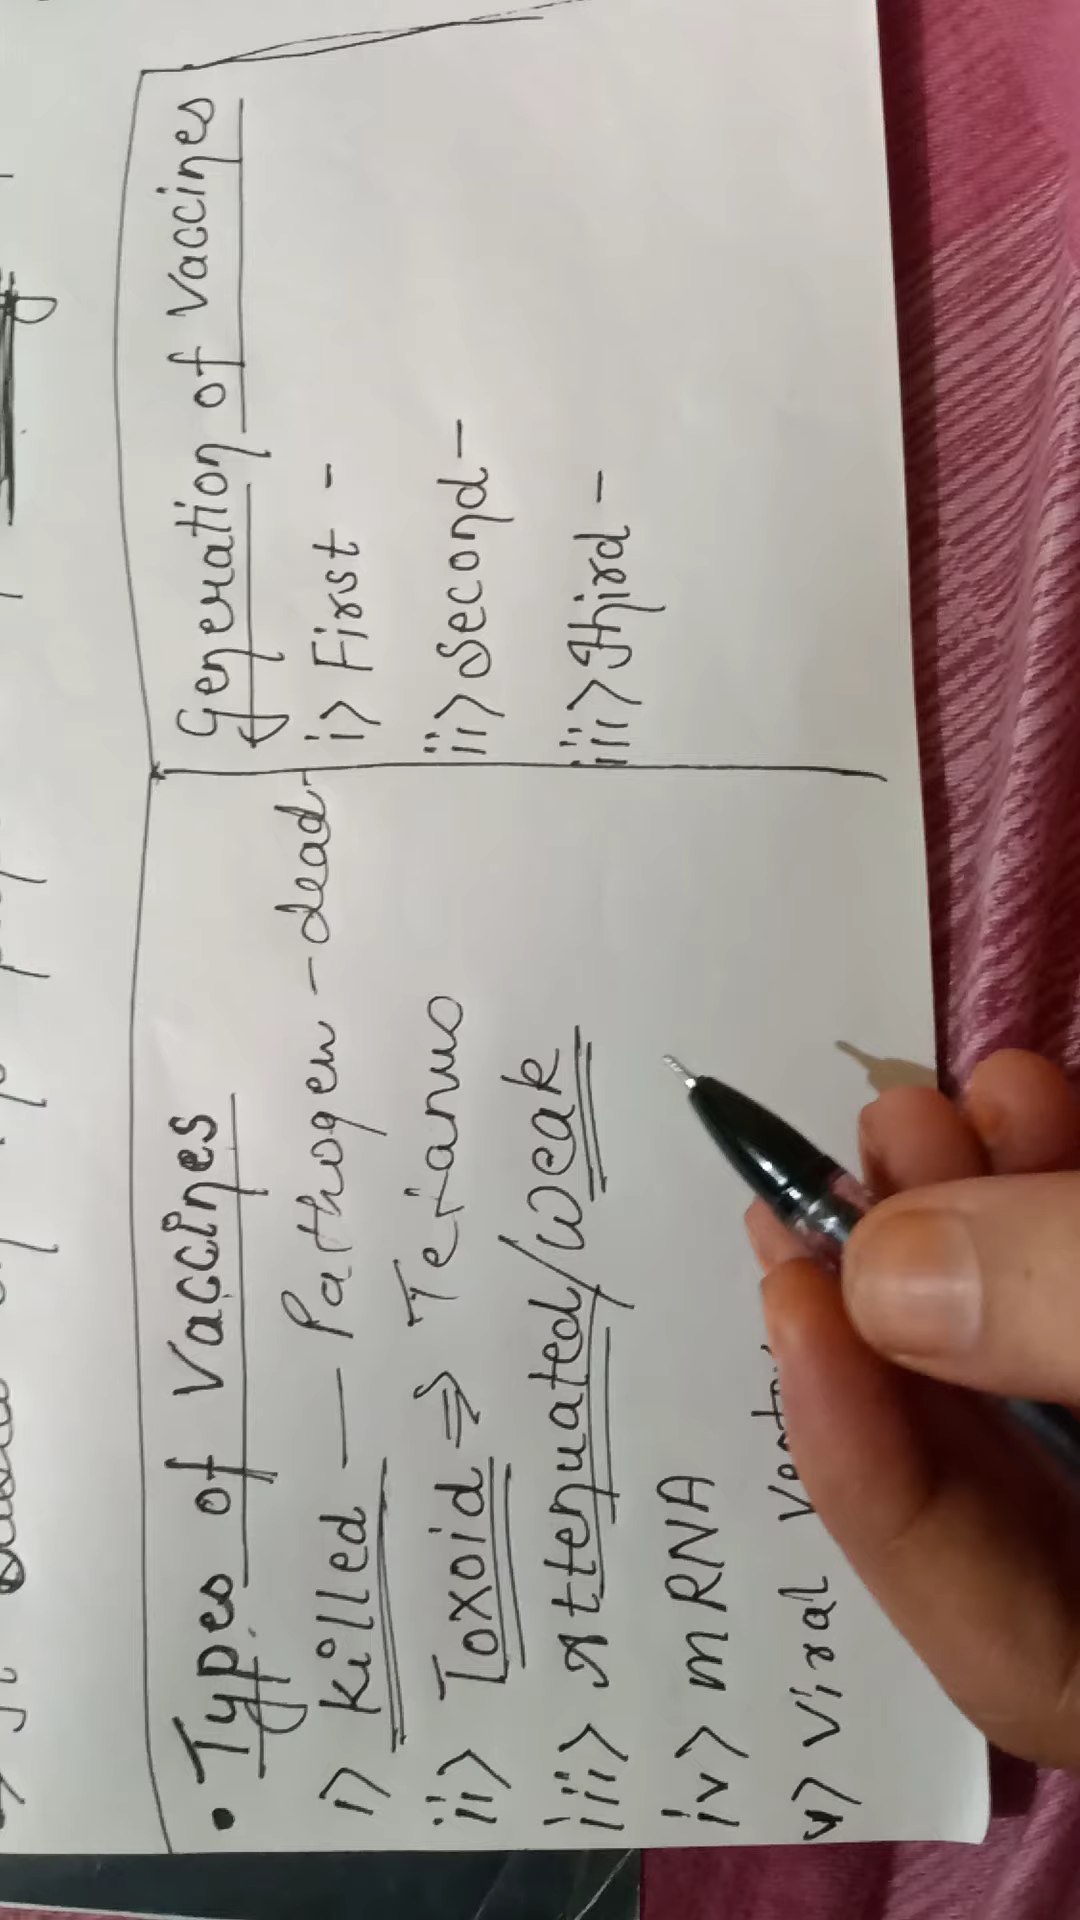 • Types of Vaccines
i> Killed — Pathogen - dead-
ii> Toxoid ⇒ Tetanus
iii> Attenuated/Weak
iv> mRNA
v> Viral
Generation of Vaccines
i> First -
ii> Second -
iii> Third -